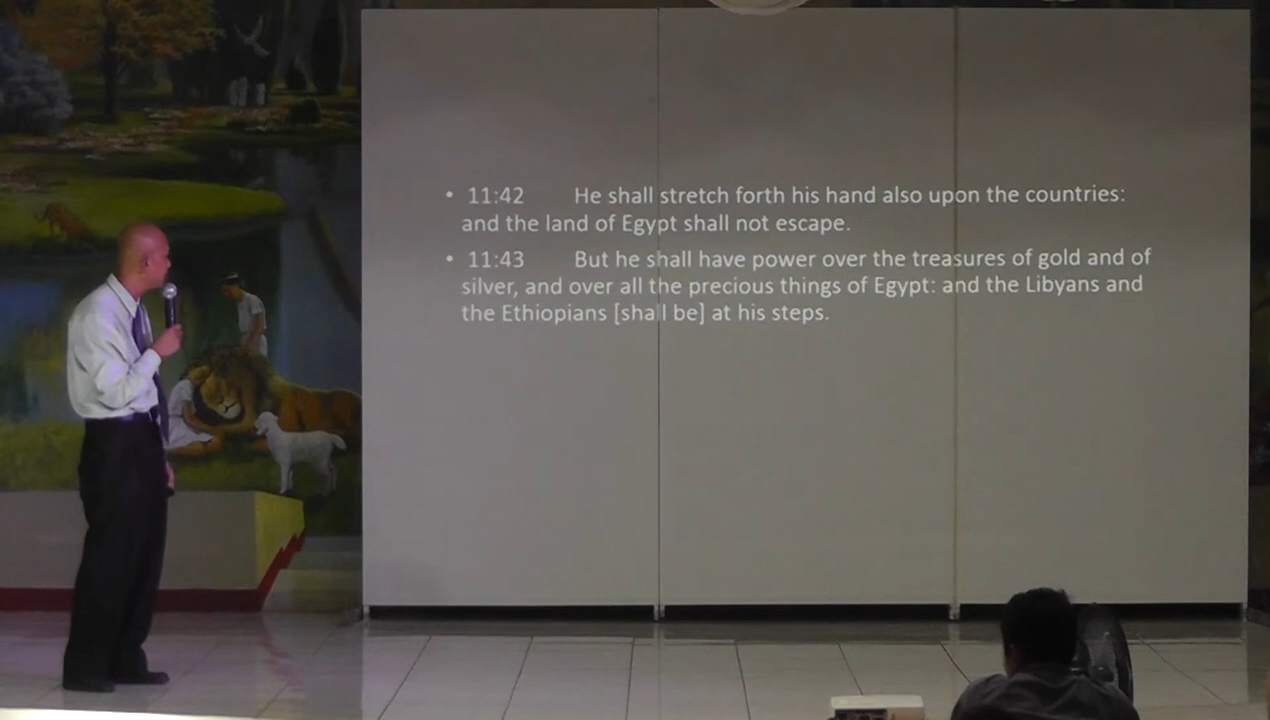 • 11:42 He shall stretch forth his hand also upon the countries:
and the land of Egypt shall not escape.
• 11:43 But he shall have power over the treasures of gold and of
silver, and over all the precious things of Egypt: and the Libyans and
the Ethiopians [shall be] at his steps.